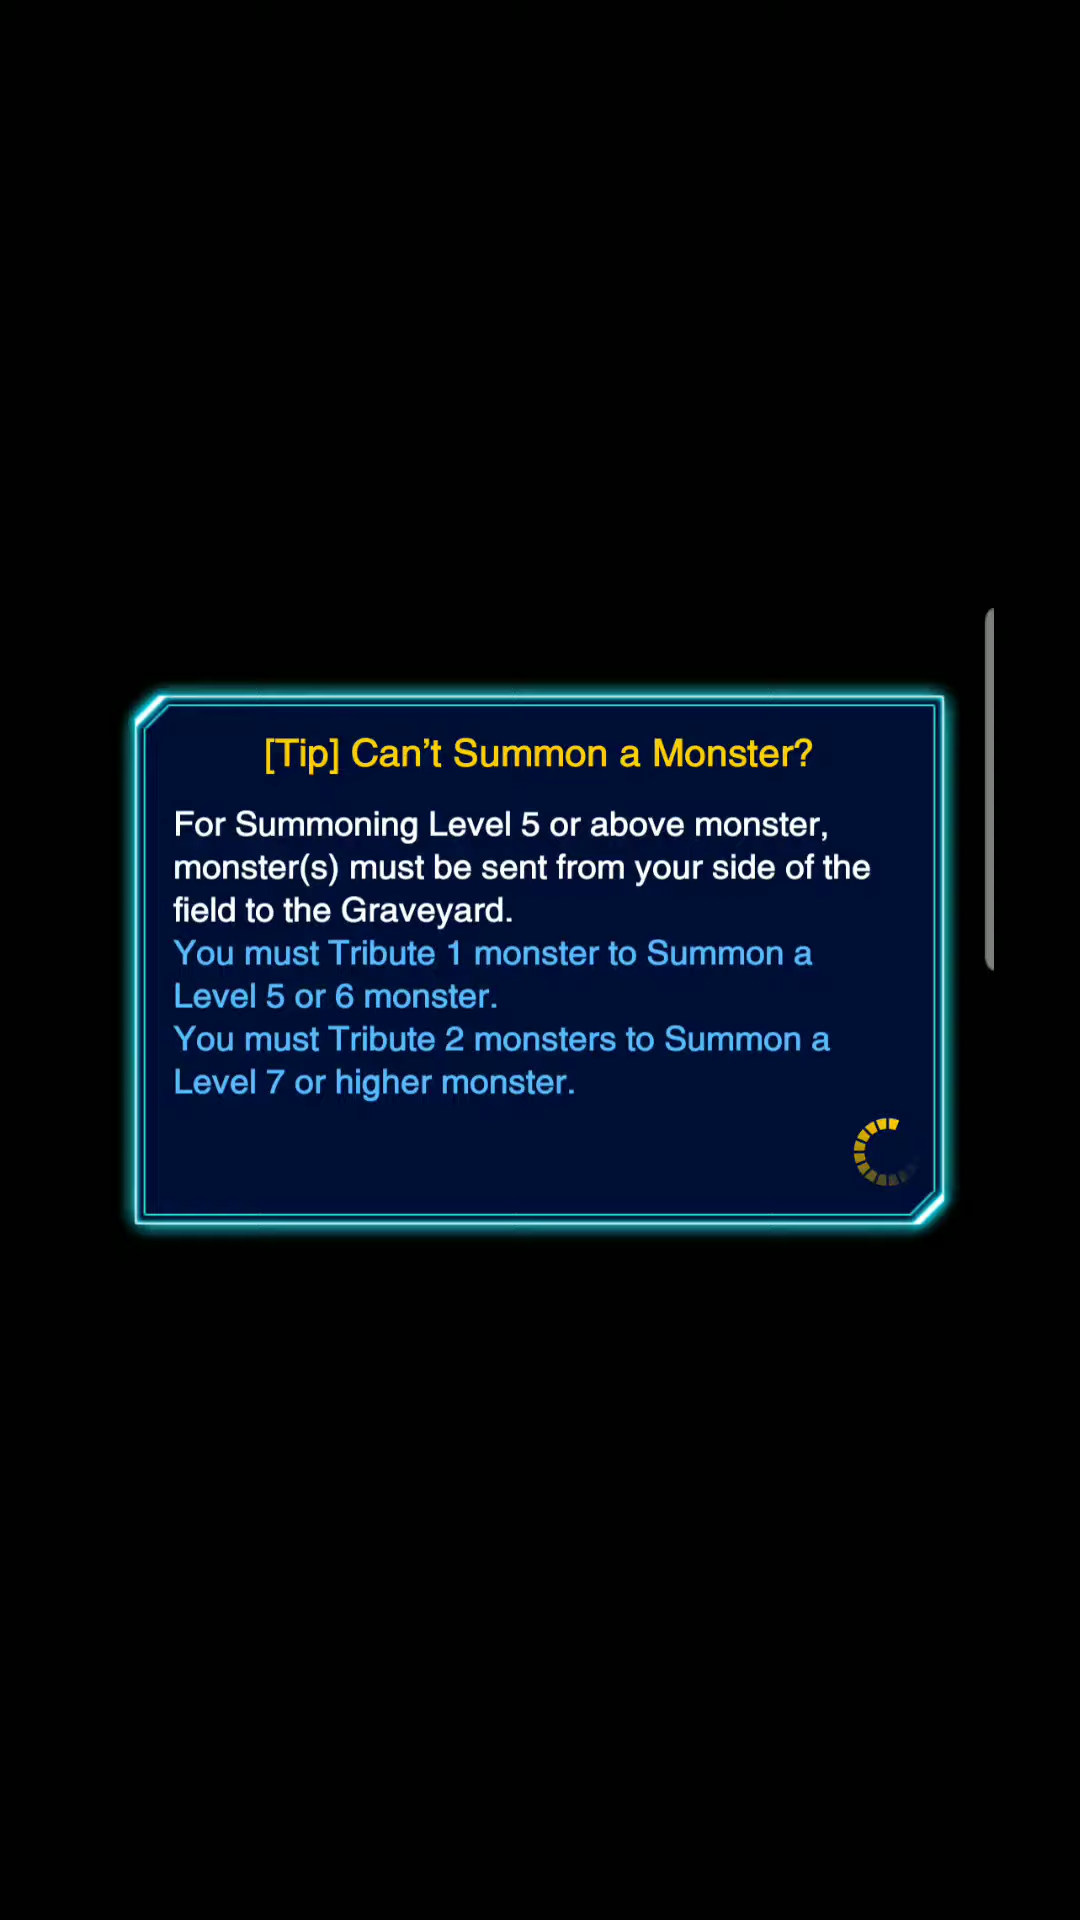 [Tip] Can’t Summon a Monster?
For Summoning Level 5 or above monster,
monster(s) must be sent from your side of the
field to the Graveyard.
You must Tribute 1 monster to Summon a
Level 5 or 6 monster.
You must Tribute 2 monsters to Summon a
Level 7 or higher monster.